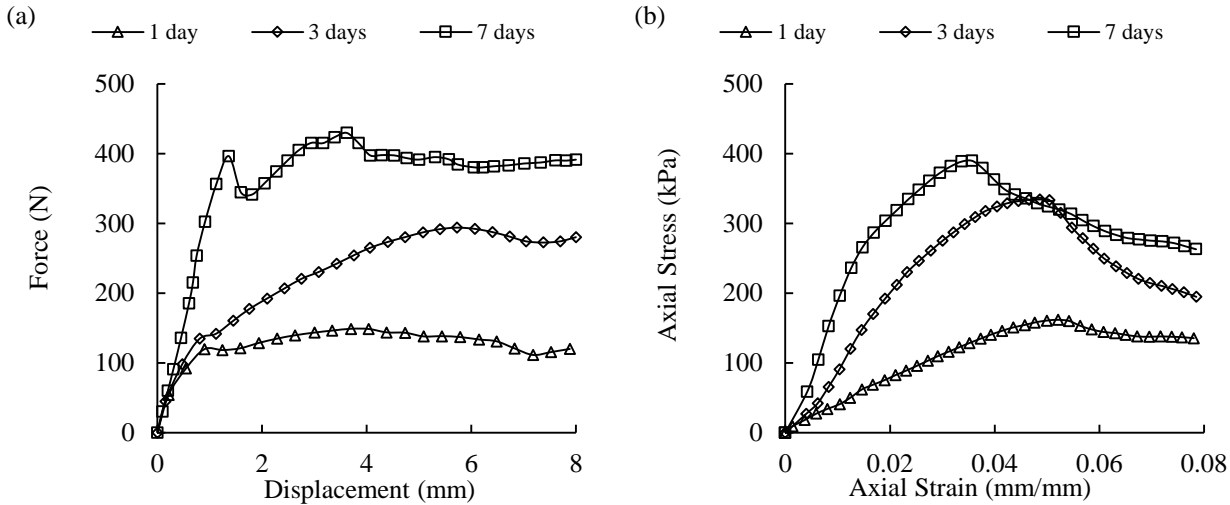 (a)
1 day 3 days 7 days
500
400
300
200
100
0
Force (N)
0 2 4 6 8
Displacement (mm)
(b)
1 day 3 days 7 days
500
400
300
200
100
0
Axial Stress (kPa)
0 0.02 0.04 0.06 0.08
Axial Strain (mm/mm)